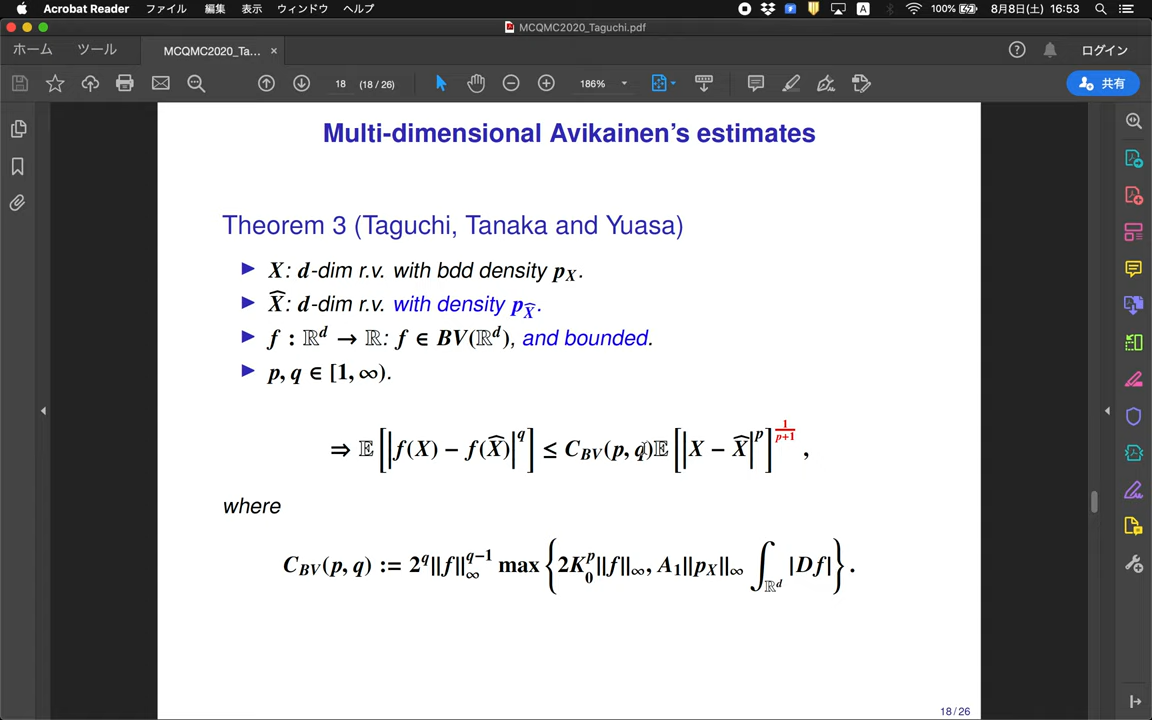 Acrobat Reader ファイル 編集 表示 ウィンドウ ヘルプ 100% 8月8日(土) 16:53
MCQMC2020_Taguchi.pdf
ホーム ツール MCQMC2020_Ta... × ログイン
18 (18 / 26) 186% 共有
Multi-dimensional Avikainen's estimates
Theorem 3 (Taguchi, Tanaka and Yuasa)
▶ X: d-dim r.v. with bdd density p_X.
▶ X̂: d-dim r.v. with density p_X̂.
▶ f : ℝ^d → ℝ: f ∈ BV(ℝ^d), and bounded.
▶ p, q ∈ [1, ∞).
⇒ 𝔼[|f(X) − f(X̂)|^q] ≤ C_BV(p, q)𝔼[|X − X̂|^p]^{1/(p+1)},
where
C_BV(p, q) := 2^q‖f‖_∞^{q−1} max{2K_0^p‖f‖_∞, A_1‖p_X‖_∞ ∫_{ℝ^d} |Df|}.
18 / 26